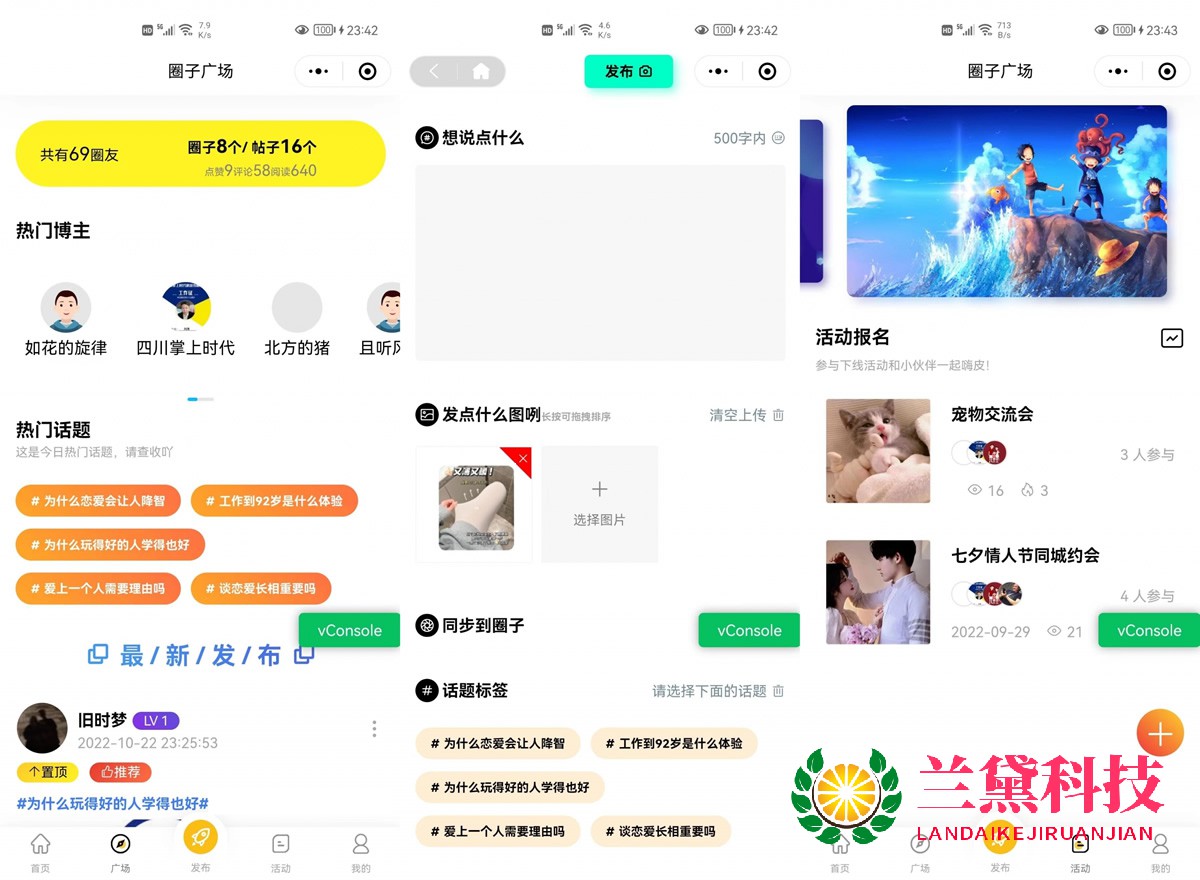 HD 5G 7.9 K/s 100 23:42
圈子广场
共有69圈友
圈子8个/ 帖子16个
点赞9评论58阅读640
热门博主
如花的旋律 四川掌上时代 北方的猪 且听风
热门话题
这是今日热门话题，请查收吖
# 为什么恋爱会让人降智 # 工作到92岁是什么体验
# 为什么玩得好的人学得也好
# 爱上一个人需要理由吗 # 谈恋爱长相重要吗
vConsole
最/新/发/布
旧时梦 LV 1
2022-10-22 23:25:53
个置顶 推荐
#为什么玩得好的人学得也好#
首页 广场 发布 活动 我的
HD 5G 4.6 K/s 100 23:42
发布
想说点什么 500字内
发点什么图咧 长按可拖拽排序 清空上传
选择图片
同步到圈子
vConsole
话题标签 请选择下面的话题
# 为什么恋爱会让人降智 # 工作到92岁是什么体验
# 为什么玩得好的人学得也好
# 爱上一个人需要理由吗 # 谈恋爱长相重要吗
HD 5G 713 B/s 100 23:43
圈子广场
活动报名
参与下线活动和小伙伴一起嗨皮！
宠物交流会
3 人参与
16 3
七夕情人节同城约会
4 人参与
2022-09-29 21
vConsole
兰黛科技
LANDAIKEJIRUANJIAN
首页 广场 发布 活动 我的